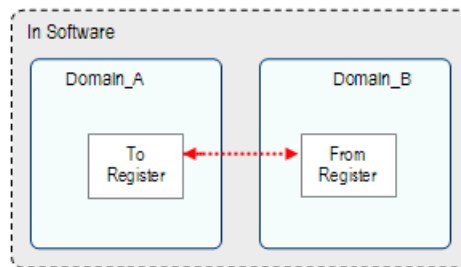 In Software
Domain_A
Domain_B
To
Register
From
Register